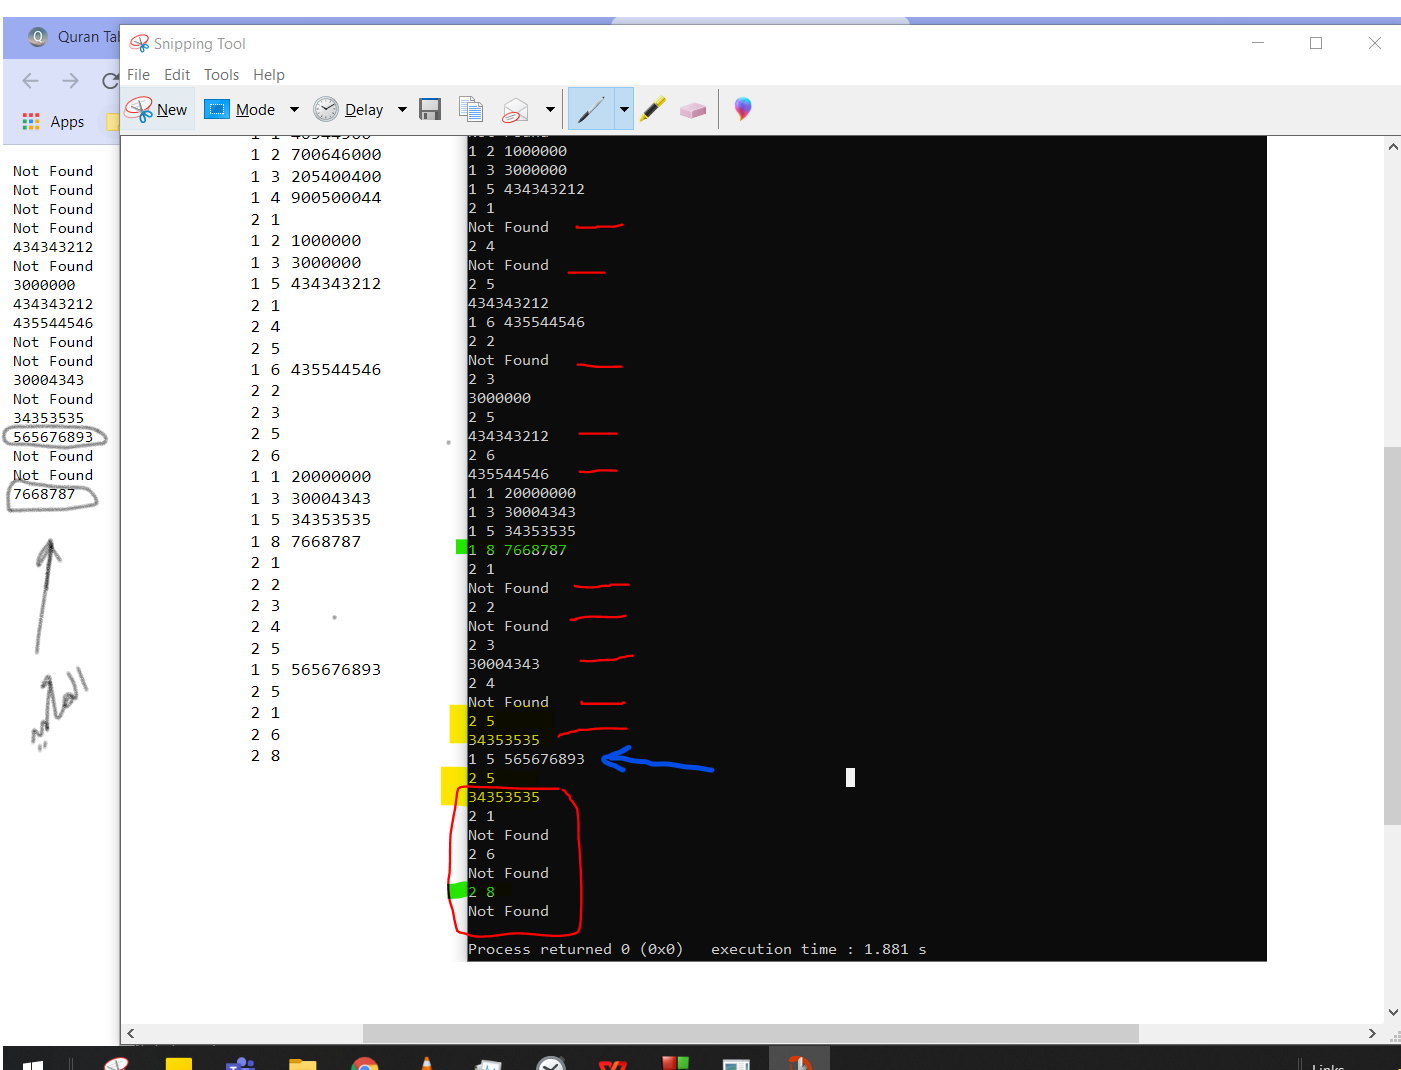 Quran Tab
Snipping Tool
File Edit Tools Help
New Mode Delay
Apps
Not Found
Not Found
Not Found
Not Found
434343212
Not Found
3000000
434343212
435544546
Not Found
Not Found
30004343
Not Found
34353535
565676893
Not Found
Not Found
7668787
1 2 700646000
1 3 205400400
1 4 900500044
2 1
1 2 1000000
1 3 3000000
1 5 434343212
2 1
2 4
2 5
1 6 435544546
2 2
2 3
2 5
2 6
1 1 20000000
1 3 30004343
1 5 34353535
1 8 7668787
2 1
2 2
2 3
2 4
2 5
1 5 565676893
2 5
2 1
2 6
2 8
1 2 1000000
1 3 3000000
1 5 434343212
2 1
Not Found
2 4
Not Found
2 5
434343212
1 6 435544546
2 2
Not Found
2 3
3000000
2 5
434343212
2 6
435544546
1 1 20000000
1 3 30004343
1 5 34353535
1 8 7668787
2 1
Not Found
2 2
Not Found
2 3
30004343
2 4
Not Found
2 5
34353535
1 5 565676893
2 5
34353535
2 1
Not Found
2 6
Not Found
2 8
Not Found
Process returned 0 (0x0) execution time : 1.881 s
Links